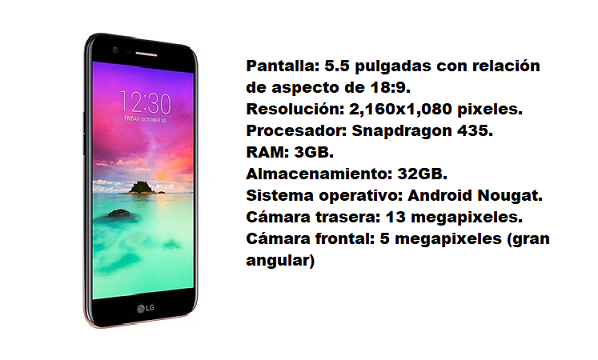 10:30
FRIDAY, OCTOBER 30
LG
Pantalla: 5.5 pulgadas con relación
de aspecto de 18:9.
Resolución: 2,160x1,080 pixeles.
Procesador: Snapdragon 435.
RAM: 3GB.
Almacenamiento: 32GB.
Sistema operativo: Android Nougat.
Cámara trasera: 13 megapixeles.
Cámara frontal: 5 megapixeles (gran
angular)